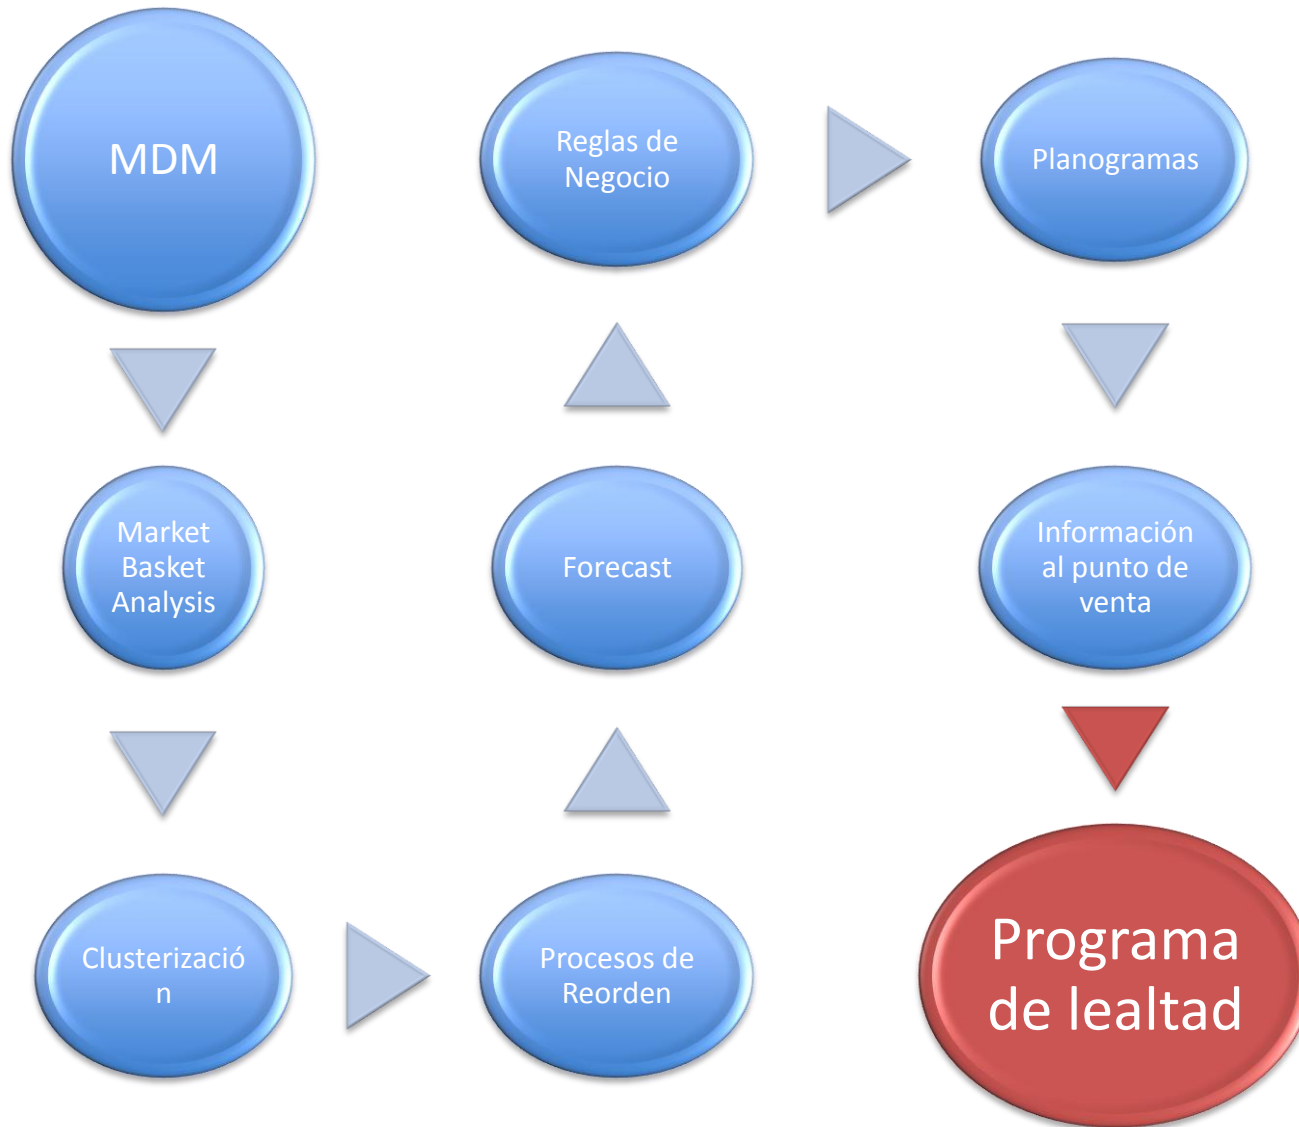 MDM
Market
Basket
Analysis
Clusterizació
n
Procesos de
Reorden
Forecast
Reglas de
Negocio
Planogramas
Información
al punto de
venta
Programa
de lealtad